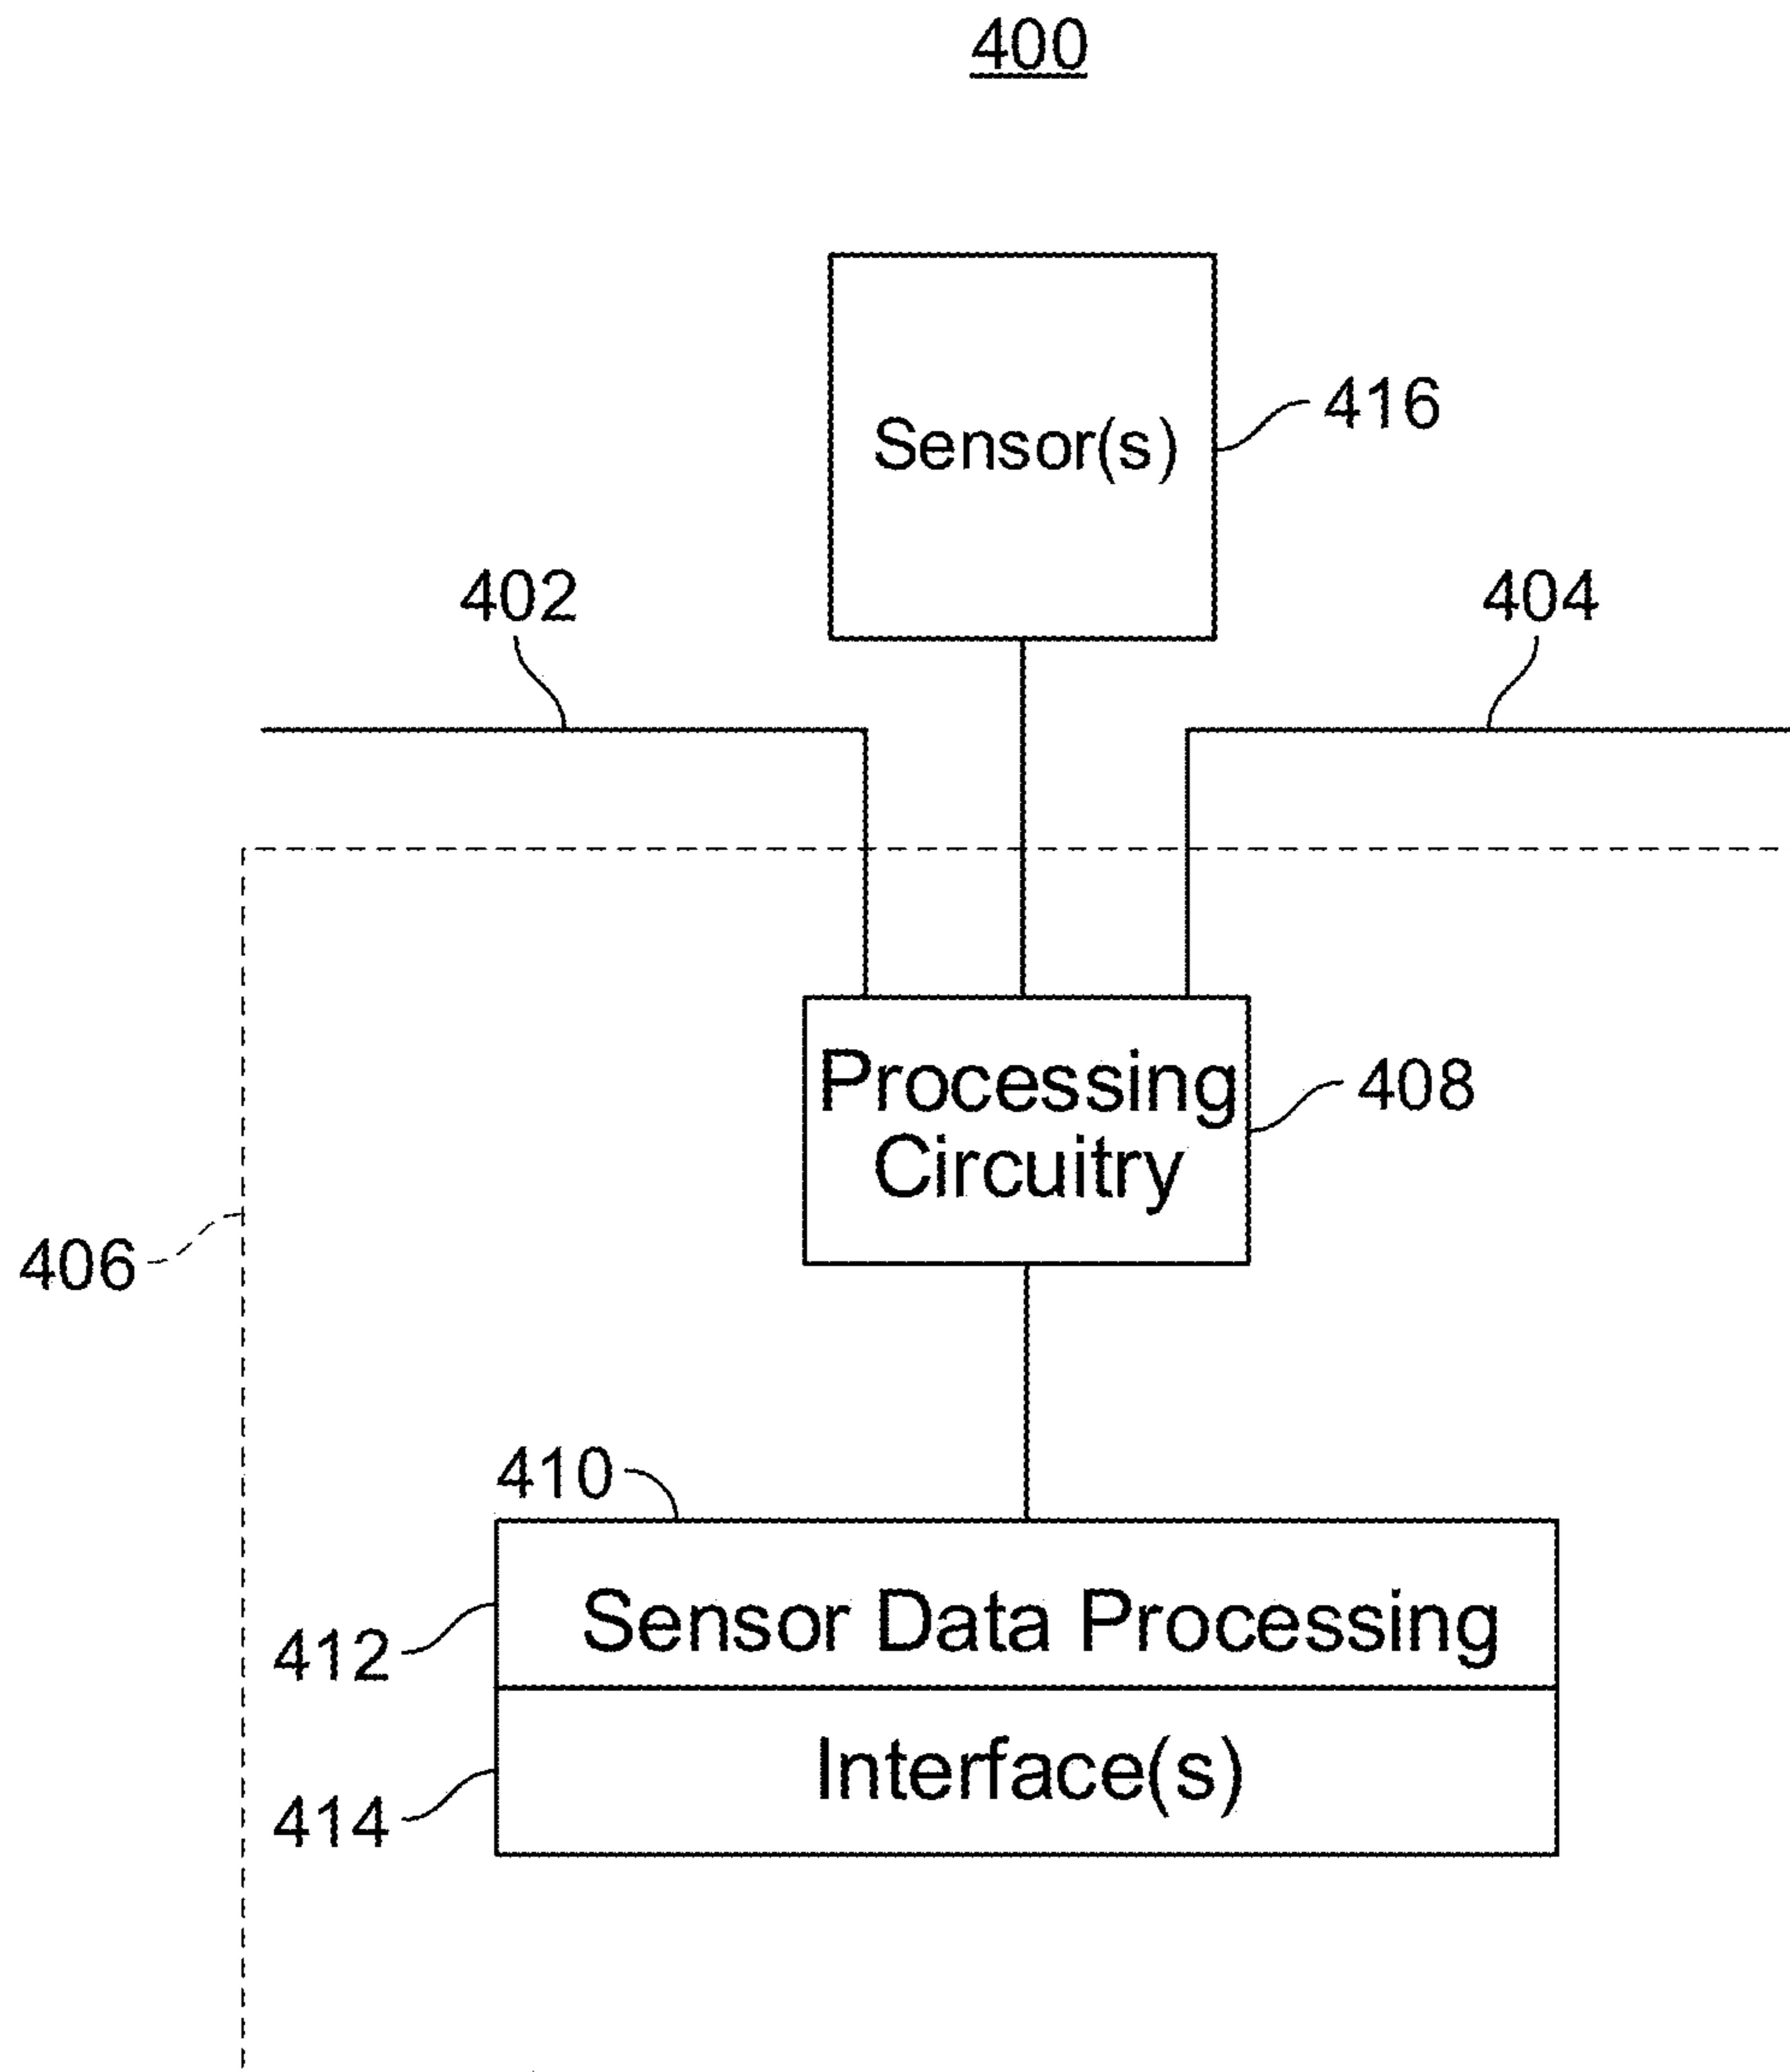 400
Sensor(s)
416
402
404
Processing
Circuitry
408
406
410
Sensor Data Processing
412
Interface(s)
414